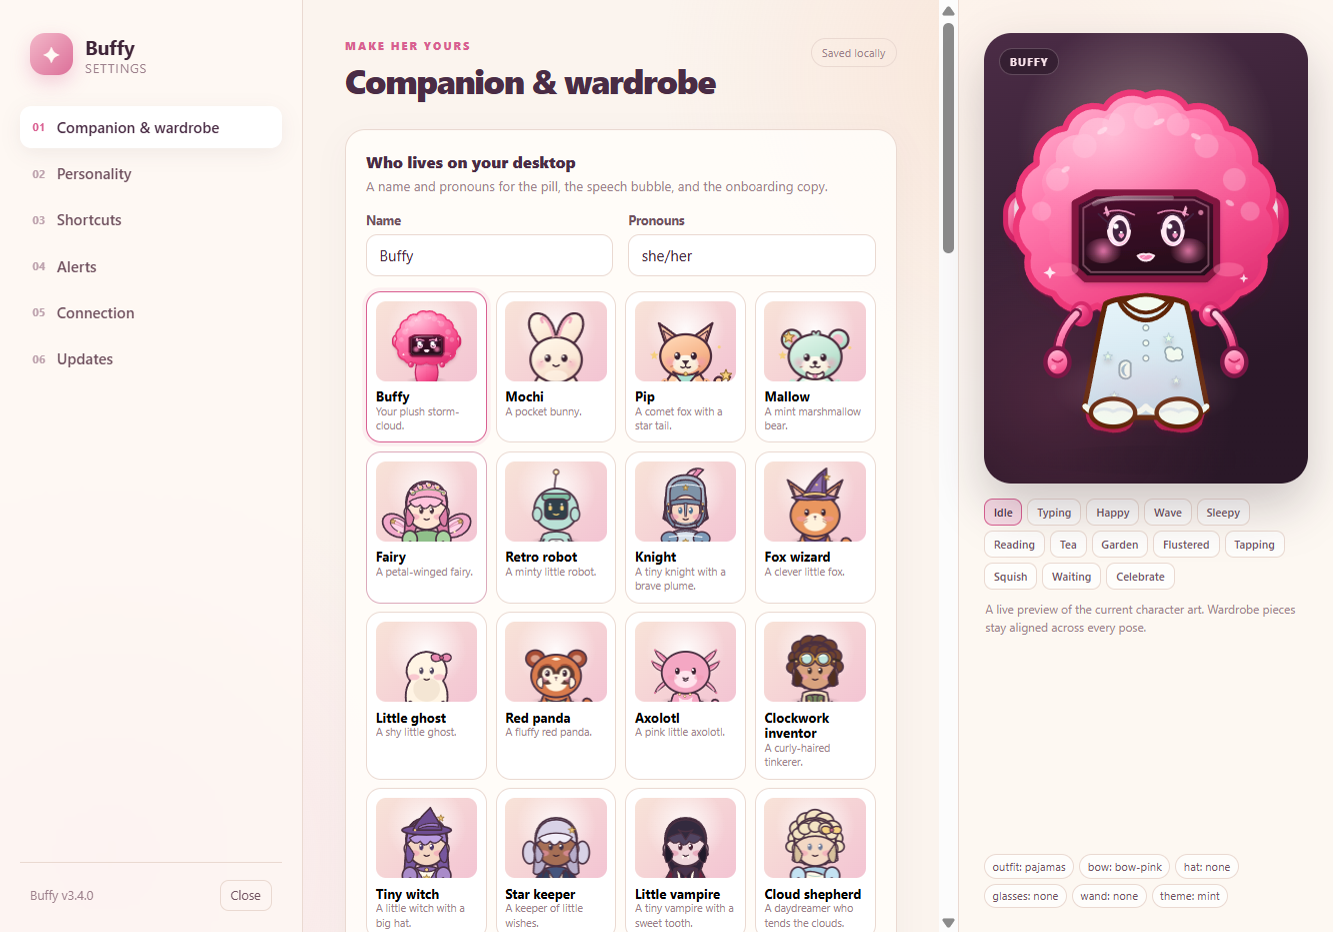 Buffy
SETTINGS
01 Companion & wardrobe
02 Personality
03 Shortcuts
04 Alerts
05 Connection
06 Updates
Buffy v3.4.0
Close
MAKE HER YOURS
Companion & wardrobe
Saved locally
Who lives on your desktop
A name and pronouns for the pill, the speech bubble, and the onboarding copy.
Name
Pronouns
Buffy
she/her
Buffy
Your plush storm-
cloud.
Mochi
A pocket bunny.
Pip
A comet fox with a
star tail.
Mallow
A mint marshmallow
bear.
Fairy
A petal-winged fairy.
Retro robot
A minty little robot.
Knight
A tiny knight with a
brave plume.
Fox wizard
A clever little fox.
Little ghost
A shy little ghost.
Red panda
A fluffy red panda.
Axolotl
A pink little axolotl.
Clockwork
inventor
A curly-haired
tinkerer.
Tiny witch
A little witch with a
big hat.
Star keeper
A keeper of little
wishes.
Little vampire
A tiny vampire with a
sweet tooth.
Cloud shepherd
A daydreamer who
tends the clouds.
BUFFY
Idle Typing Happy Wave Sleepy
Reading Tea Garden Flustered Tapping
Squish Waiting Celebrate
A live preview of the current character art. Wardrobe pieces
stay aligned across every pose.
outfit: pajamas bow: bow-pink hat: none
glasses: none wand: none theme: mint